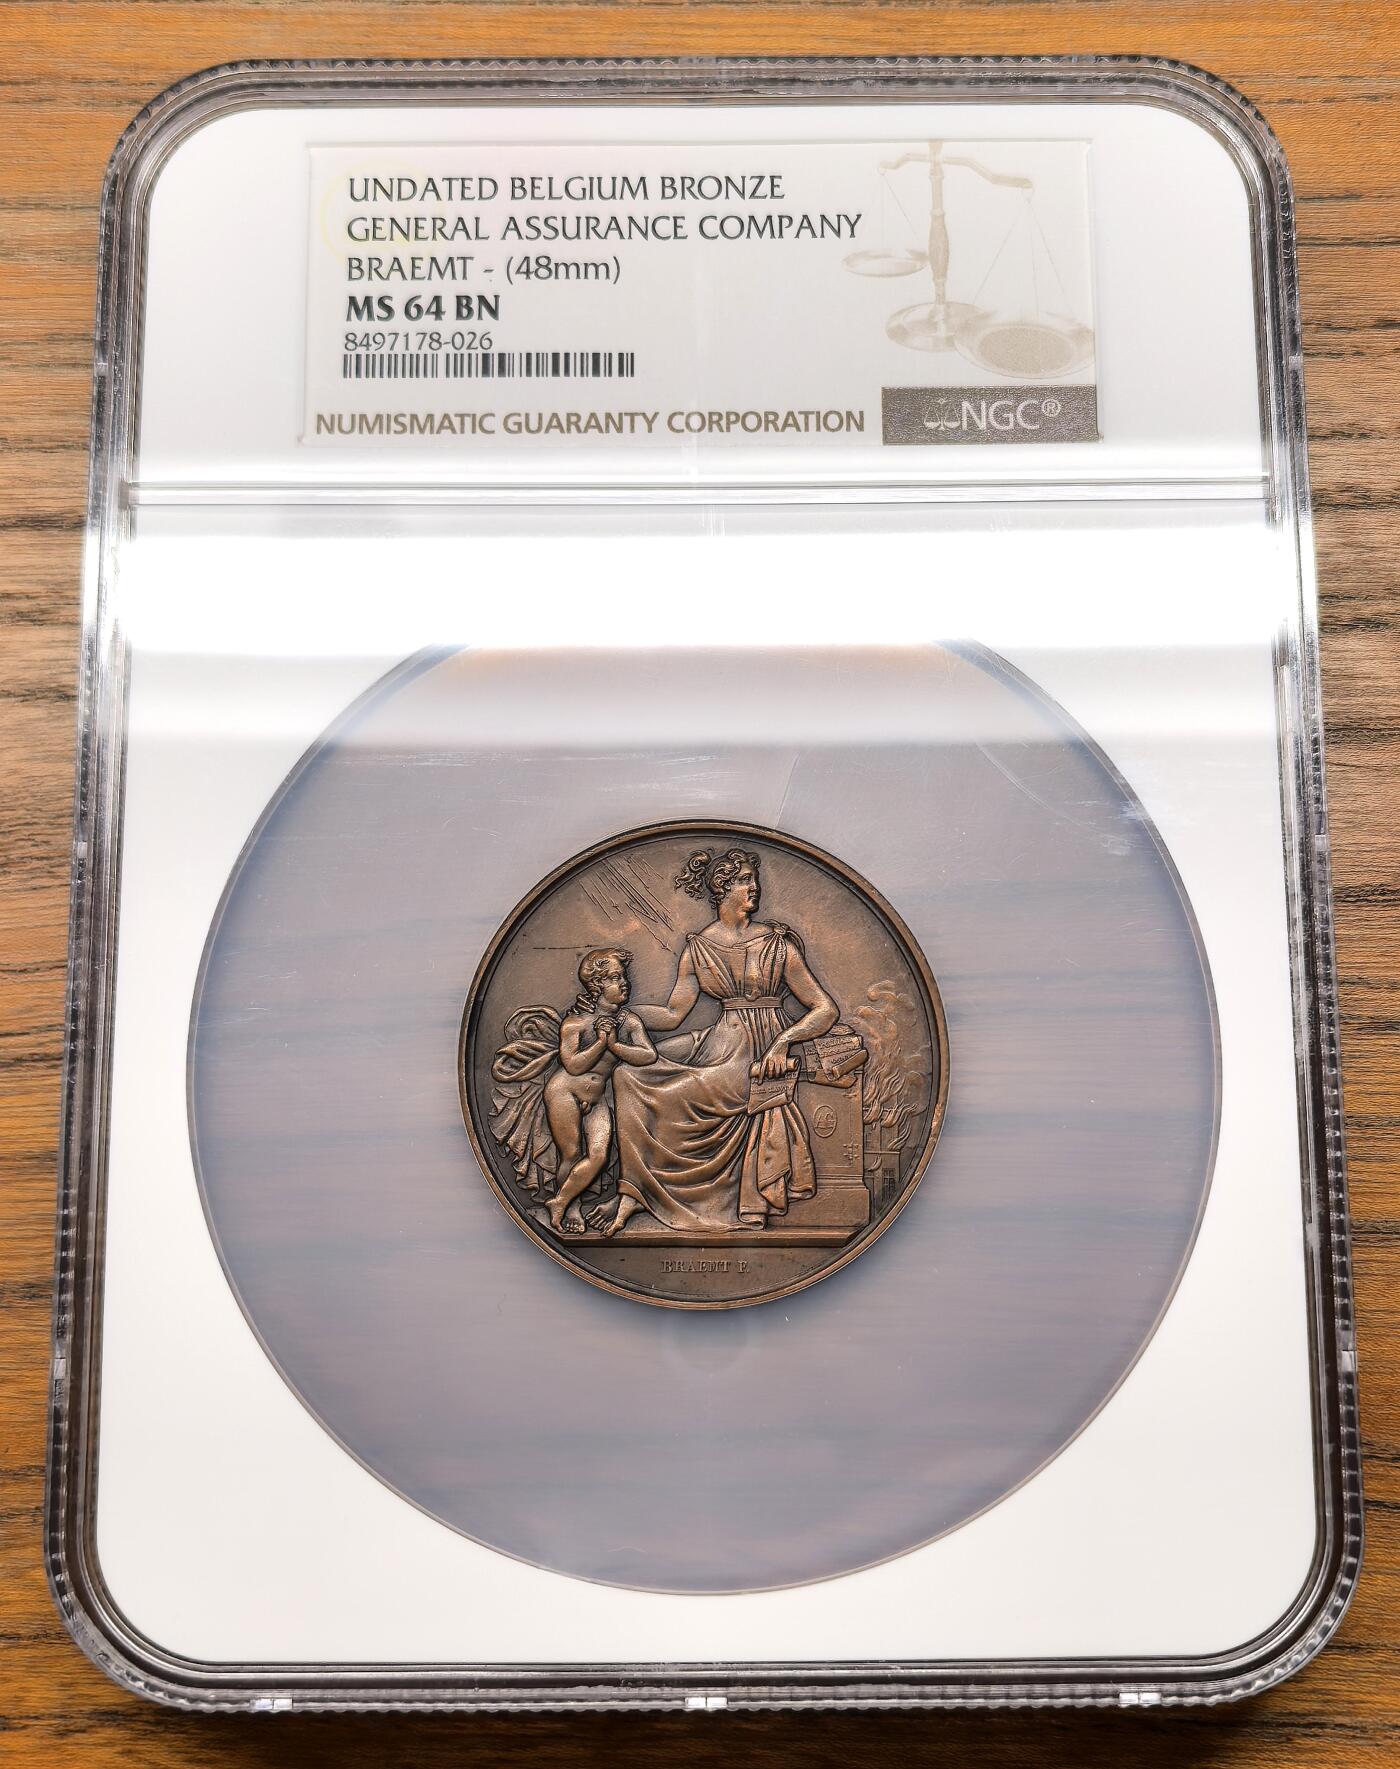 UNDATED BELGIUM BRONZE
GENERAL ASSURANCE COMPANY
BRAEMT - (48mm)
MS 64 BN
8497178-026
NUMISMATIC GUARANTY CORPORATION
NGC®
BRAEMT F.